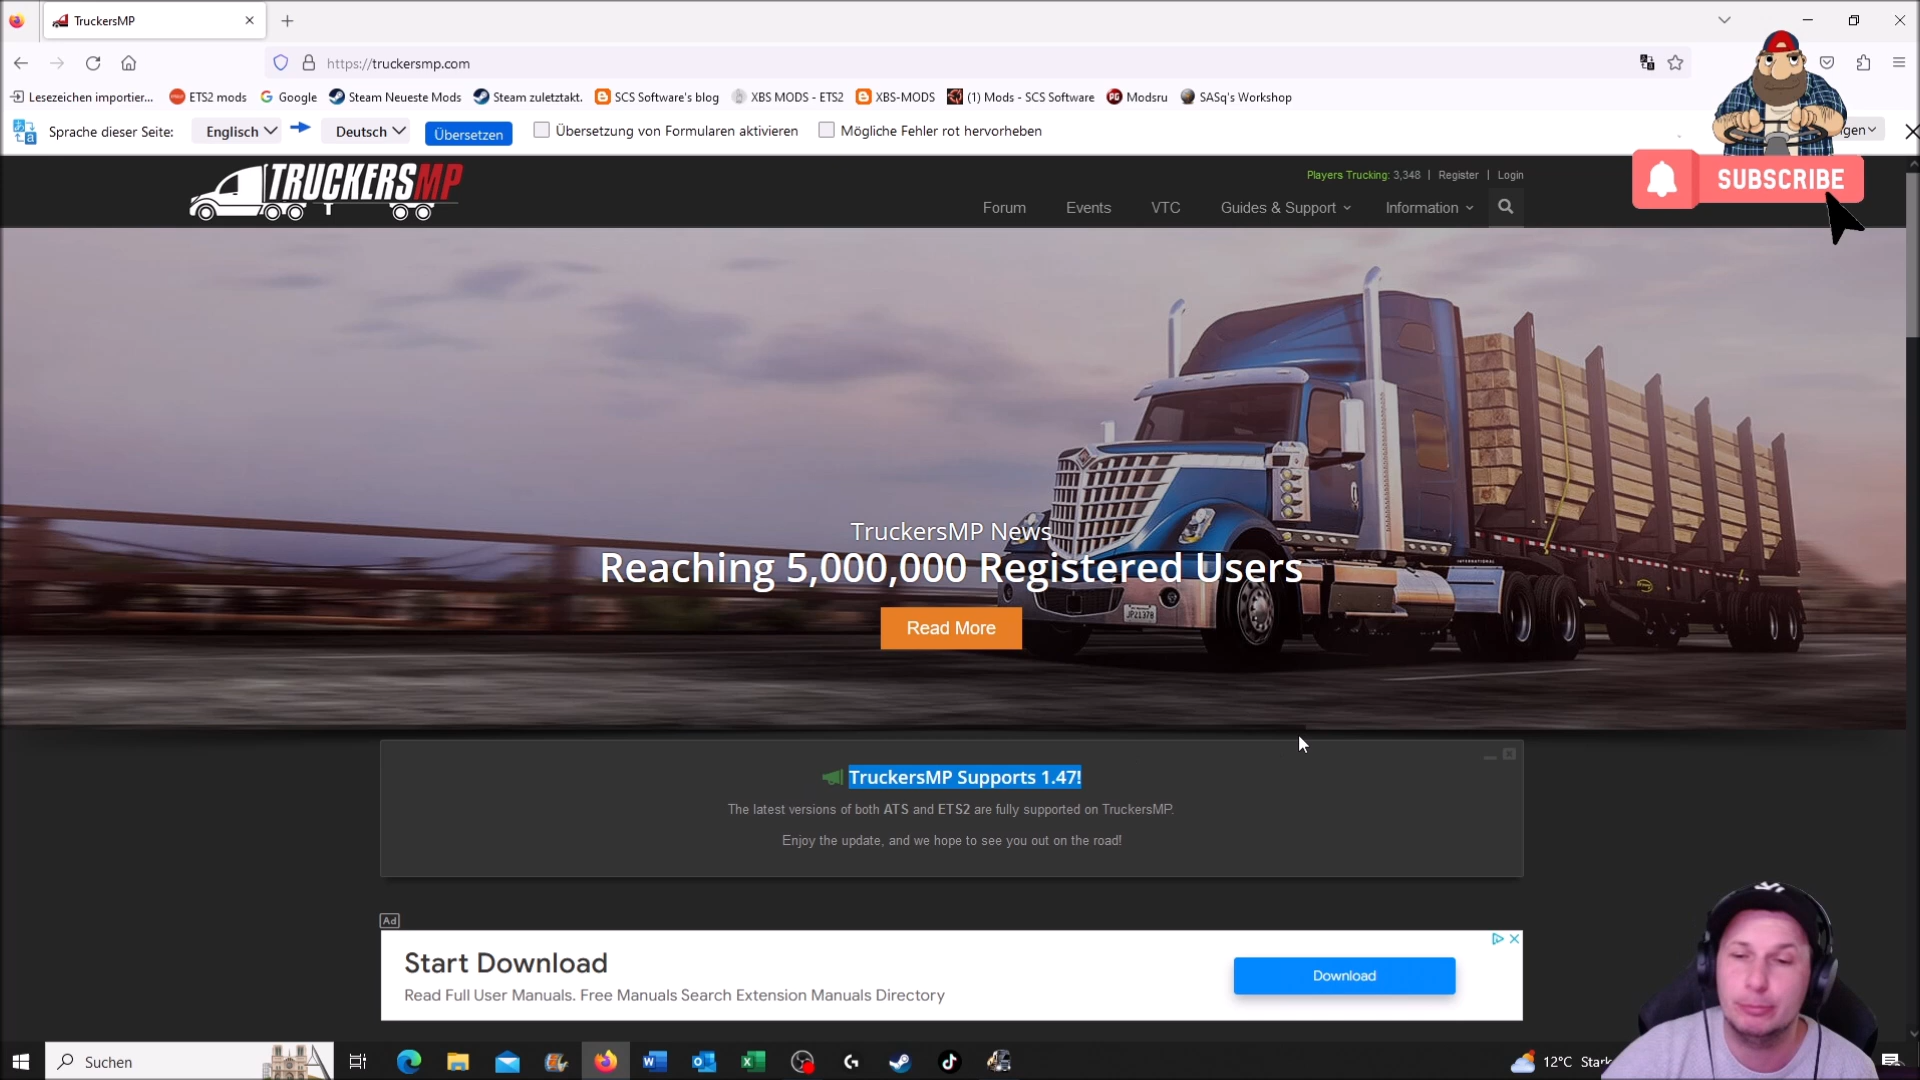 TruckersMP
https://truckersmp.com
Lesezeichen importier...
ETS2 mods
Google
Steam Neueste Mods
Steam zuletztakt.
SCS Software's blog
XBS MODS - ETS2
XBS-MODS
(1) Mods - SCS Software
Modsru
SASq's Workshop
Sprache dieser Seite:
Englisch
Deutsch
Übersetzen
Übersetzung von Formularen aktivieren
Mögliche Fehler rot hervorheben
gen
TRUCKERSMP
Players Trucking: 3,348 | Register | Login
Forum
Events
VTC
Guides & Support
Information
SUBSCRIBE
TruckersMP News
Reaching 5,000,000 Registered Users
Read More
INTERNATIONAL
TruckersMP Supports 1.47!
The latest versions of both ATS and ETS2 are fully supported on TruckersMP.
Enjoy the update, and we hope to see you out on the road!
Ad
Start Download
Read Full User Manuals. Free Manuals Search Extension Manuals Directory
Download
Suchen
12°C Stark